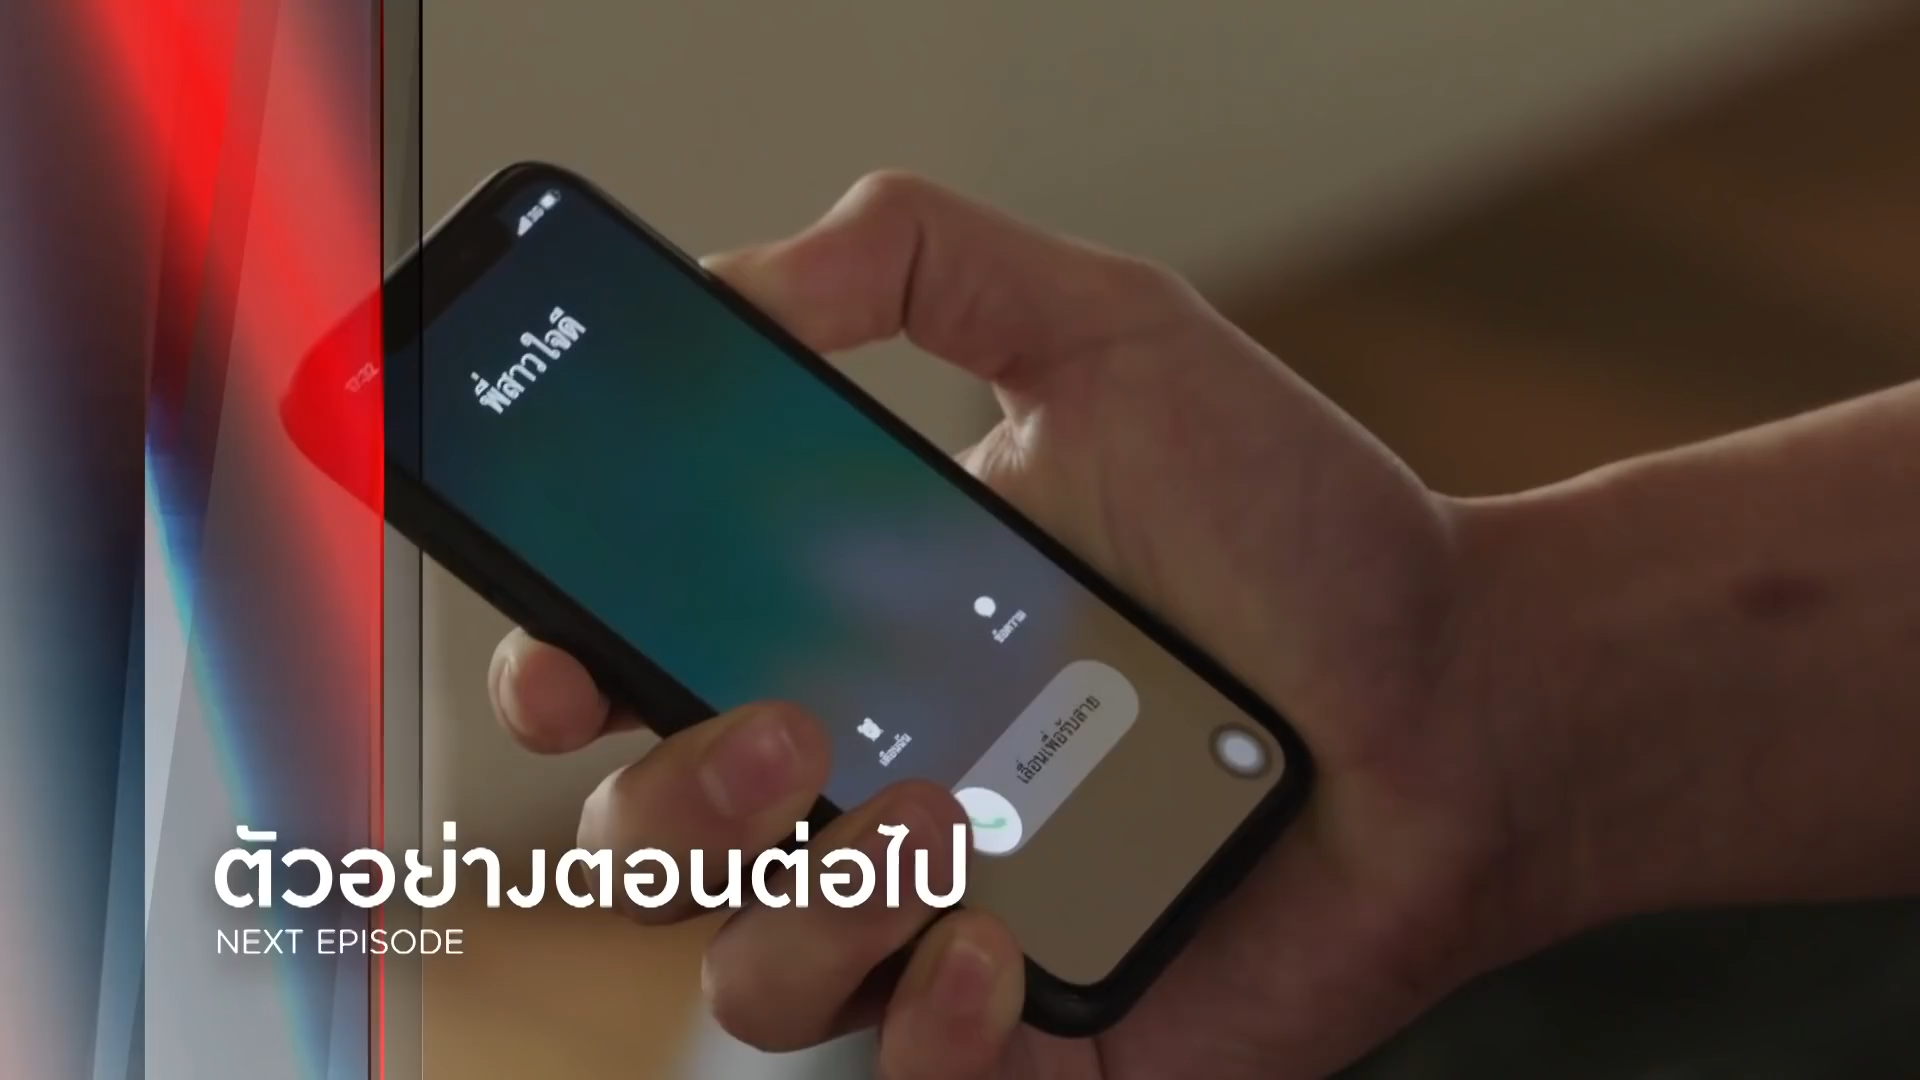 พี่สาวใจดี
ข้อความ
เตือนฉัน
เลื่อนเพื่อรับสาย
ตัวอย่างตอนต่อไป
NEXT EPISODE